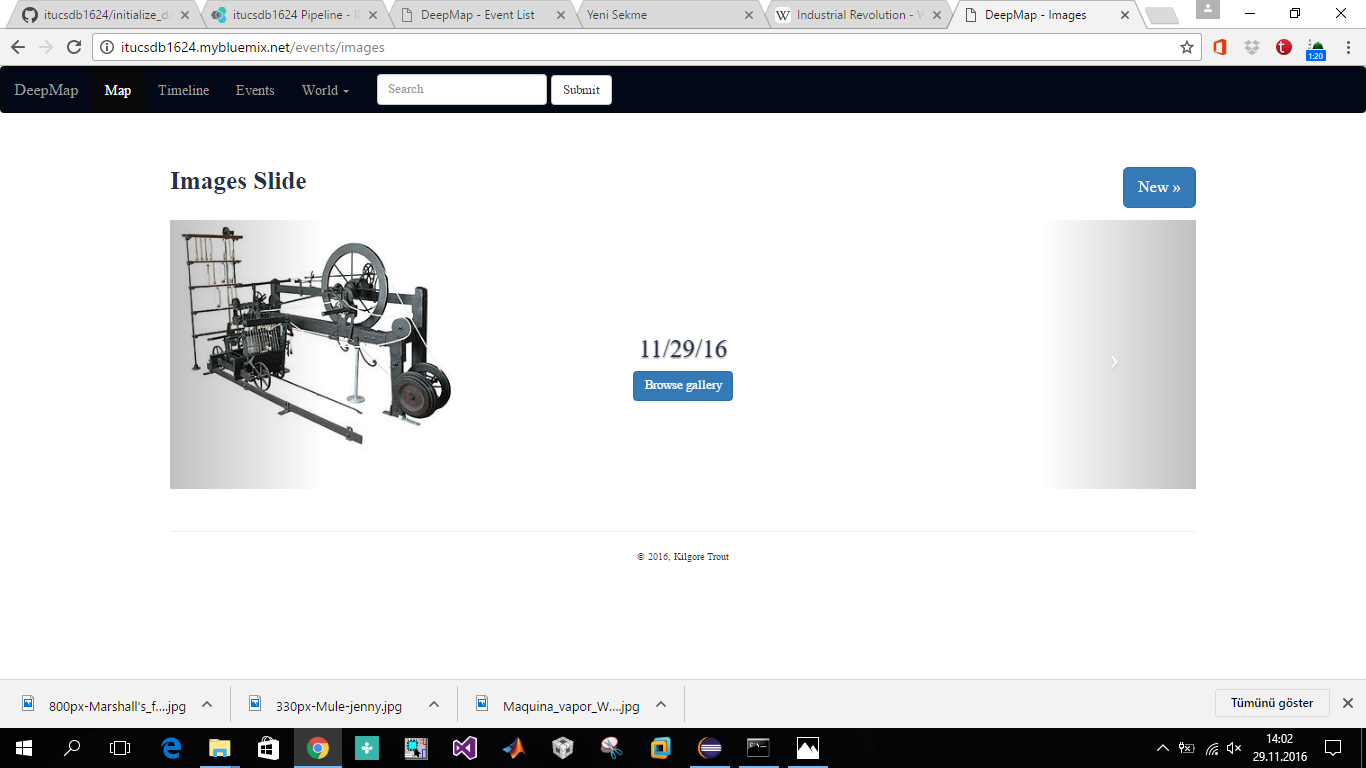 itucsdb1624/initialize_da
itucsdb1624 Pipeline - I
DeepMap - Event List
Yeni Sekme
Industrial Revolution - W
DeepMap - Images
itucsdb1624.mybluemix.net/events/images
1:20
DeepMap
Map
Timeline
Events
World
Search
Submit
Images Slide
New »
11/29/16
Browse gallery
© 2016, Kilgore Trout
800px-Marshall's_f....jpg
330px-Mule-jenny.jpg
Maquina_vapor_W....jpg
Tümünü göster
14:02
29.11.2016